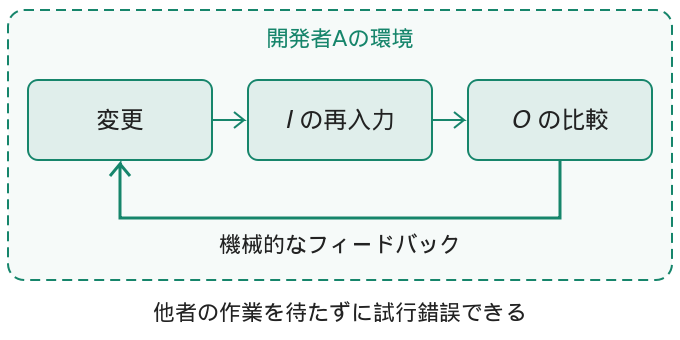 開発者Aの環境
変更
I の再入力
O の比較
機械的なフィードバック
他者の作業を待たずに試行錯誤できる